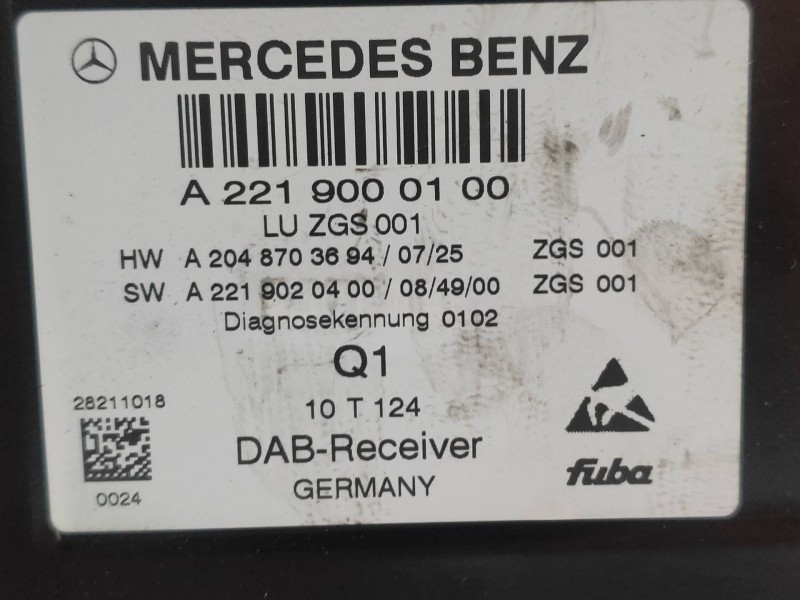 MERCEDES BENZ
A 221 900 01 00
LU ZGS 001
HW A 204 870 36 94 / 07/25 ZGS 001
SW A 221 902 04 00 / 08/49/00 ZGS 001
Diagnosekennung 0102
Q1
28211018
10 T 124
DAB-Receiver
0024
GERMANY
fuba